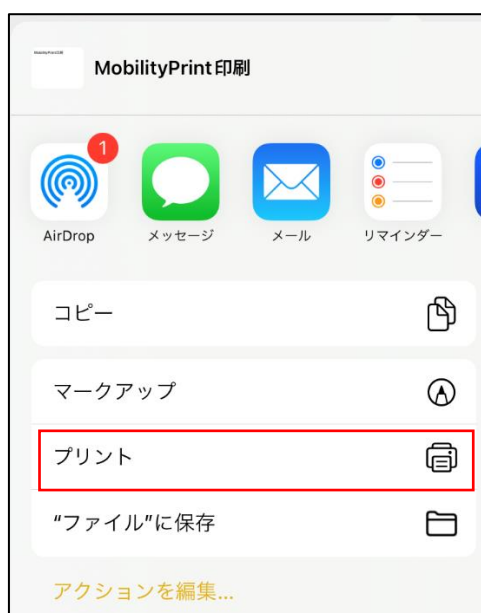 MobilityPrint印刷
1
AirDrop
メッセージ
メール
リマインダー
コピー
マークアップ
プリント
“ファイル”に保存
アクションを編集...